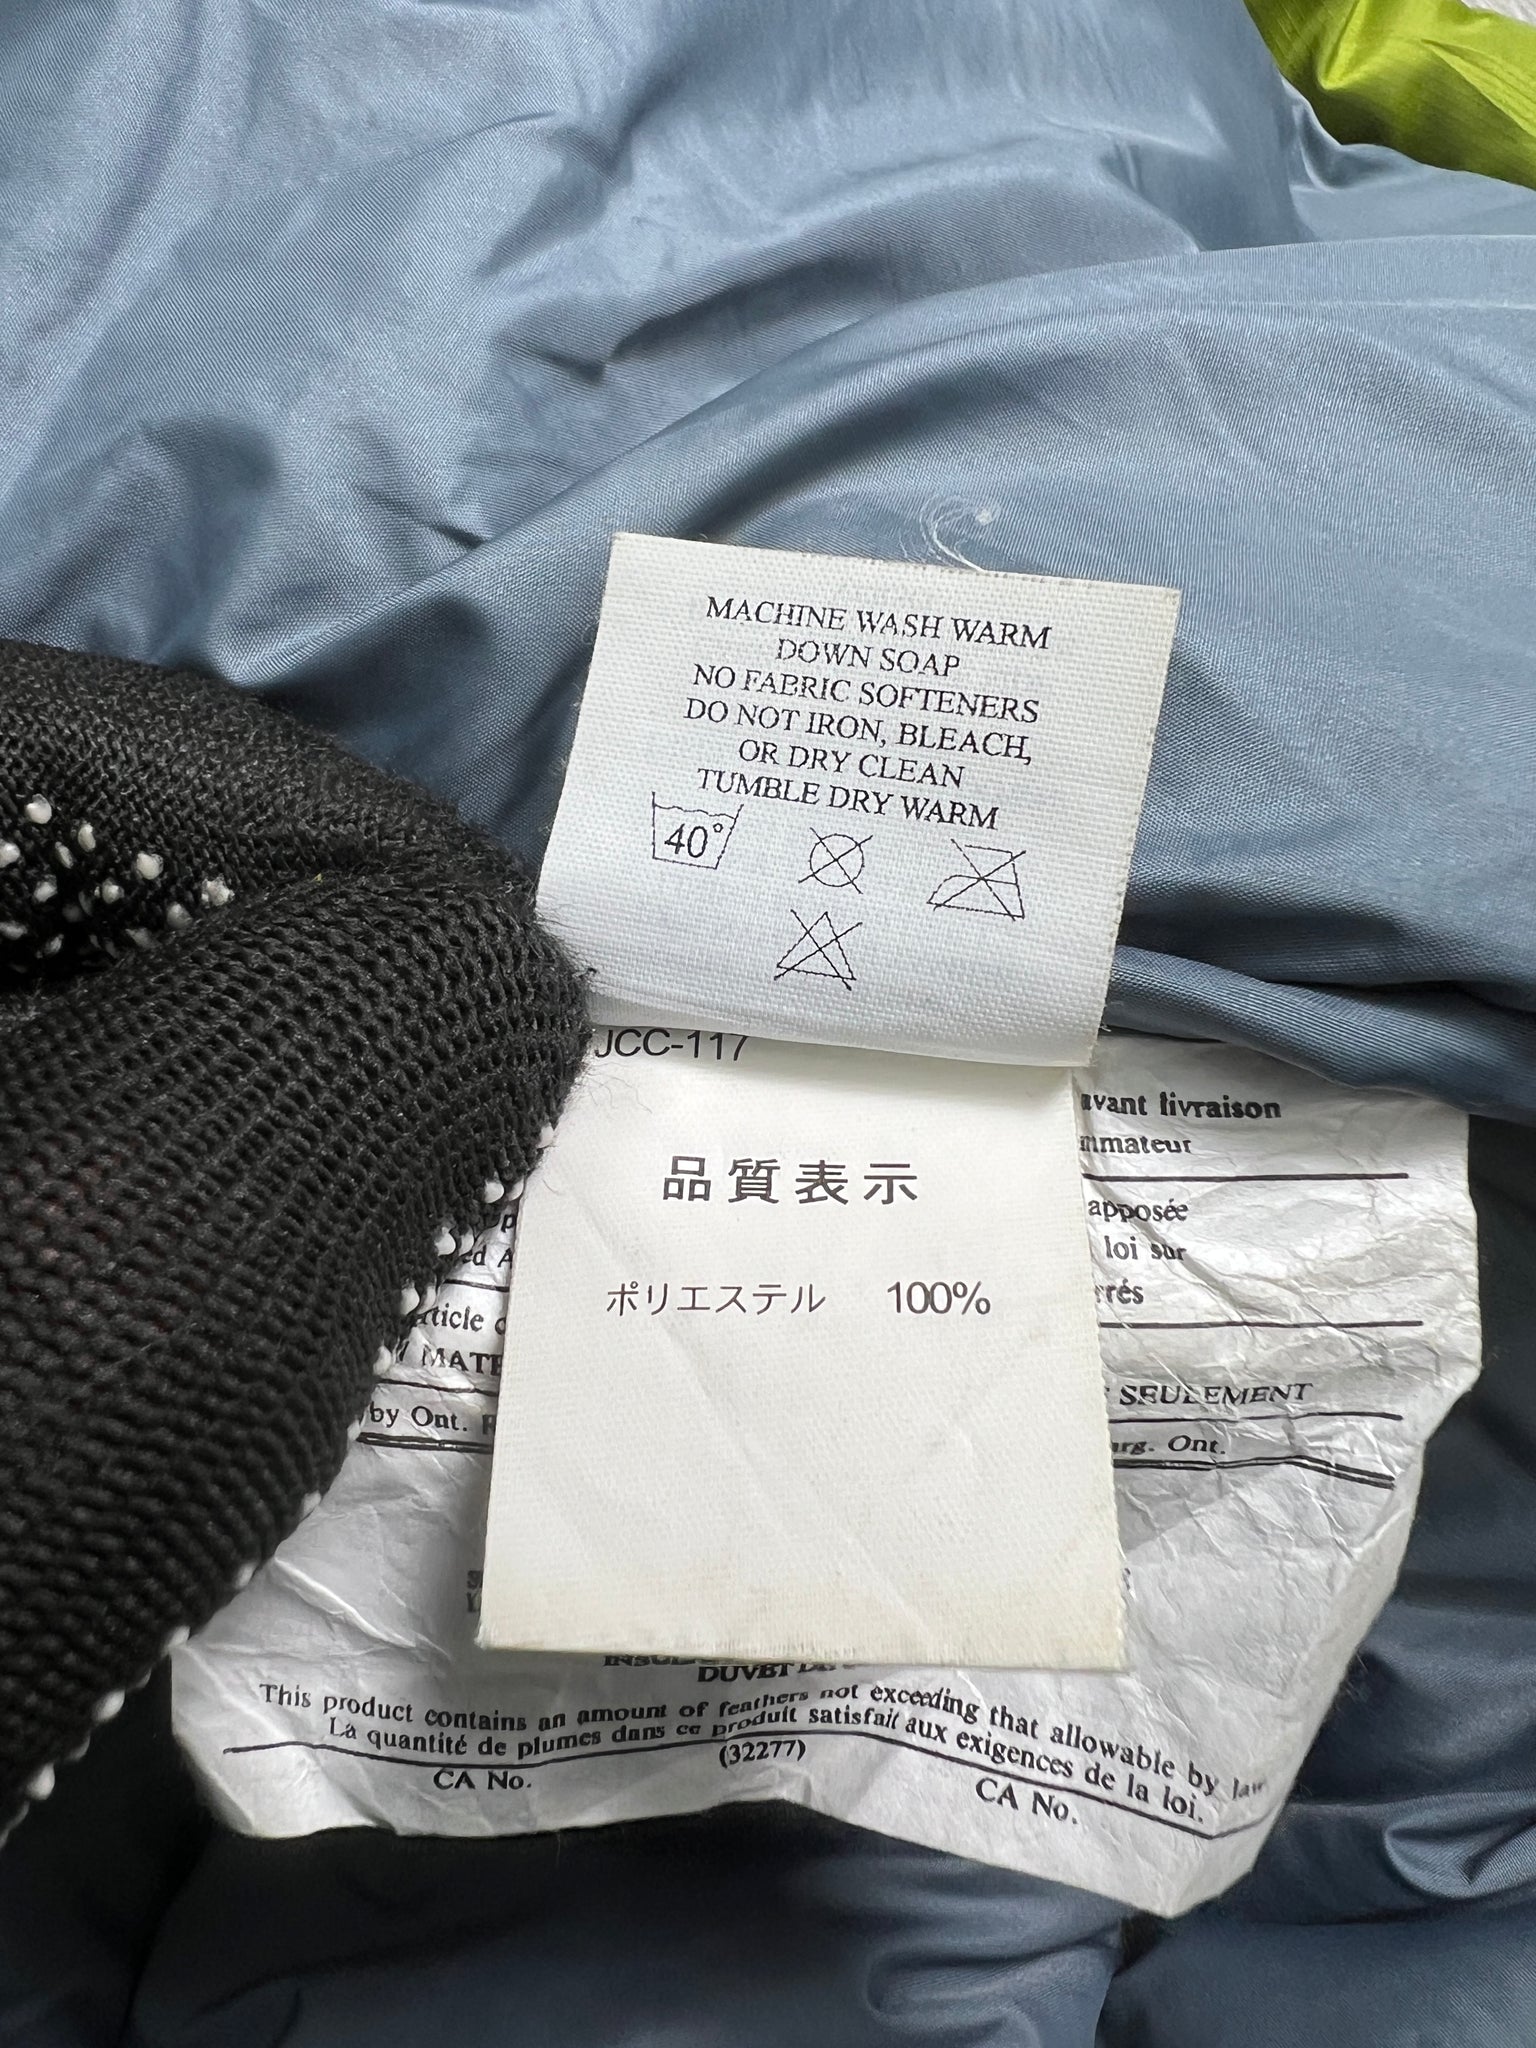 MACHINE WASH WARM
DOWN SOAP
NO FABRIC SOFTENERS
DO NOT IRON, BLEACH,
OR DRY CLEAN
TUMBLE DRY WARM
40°
JCC-117
品質表示
ポリエステル 100%
avant livraison
apposée
loi sur
SEULEMENT
by Ont.
Ont.
This product contains an amount of feathers not exceeding that allowable by law
La quantité de plumes dans ce produit satisfait aux exigences de la loi.
(32277)
CA No. CA No.